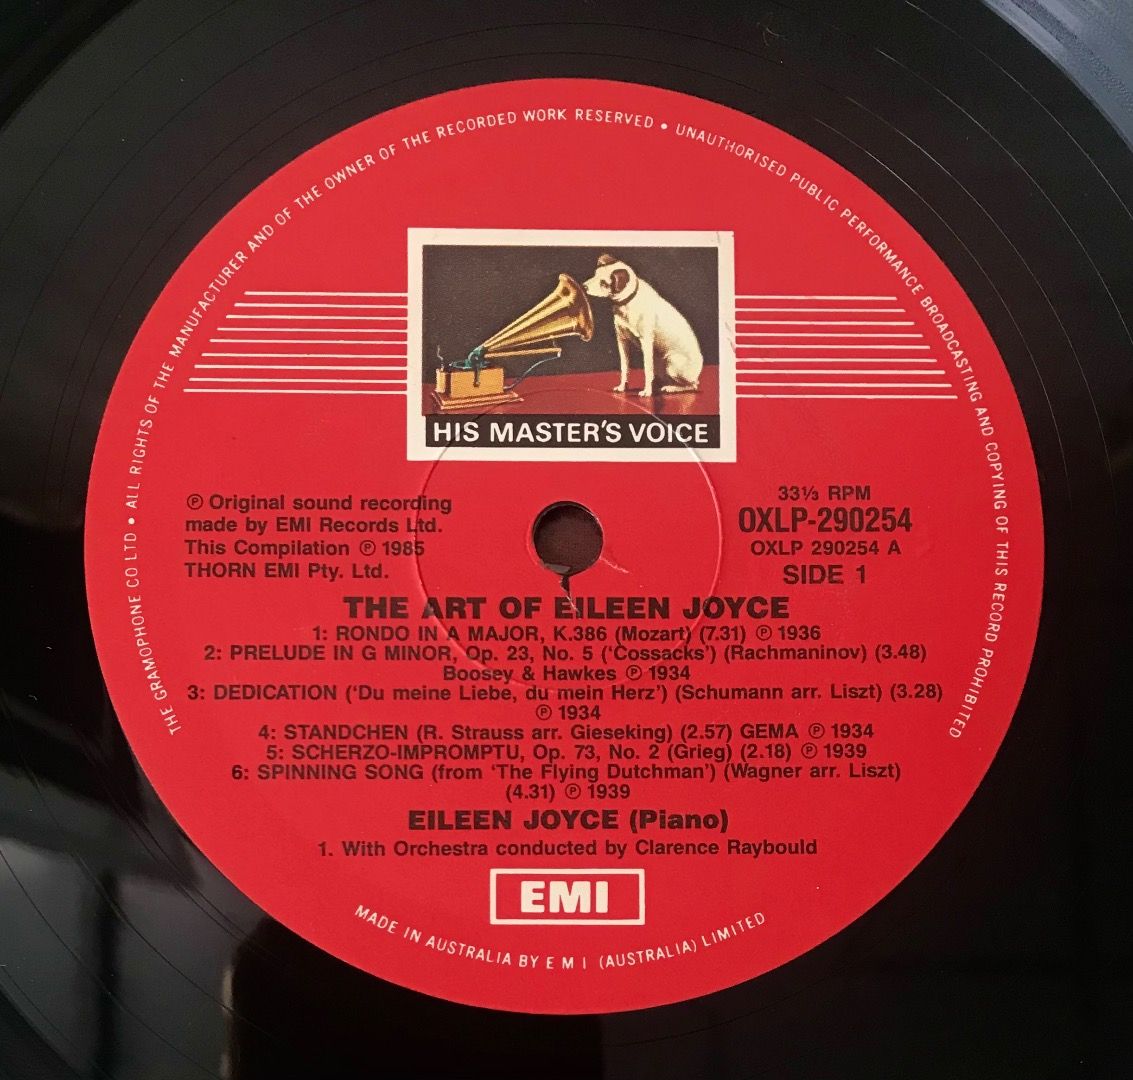 THE GRAMOPHONE CO LTD • ALL RIGHTS OF THE MANUFACTURER AND OF THE OWNER OF THE RECORDED WORK RESERVED • UNAUTHORISED PUBLIC PERFORMANCE BROADCASTING AND COPYING OF THIS RECORD PROHIBITED
HIS MASTER'S VOICE
℗ Original sound recording
made by EMI Records Ltd.
This Compilation ℗ 1985
THORN EMI Pty. Ltd.
33⅓ RPM
OXLP-290254
OXLP 290254 A
SIDE 1
THE ART OF EILEEN JOYCE
1: RONDO IN A MAJOR, K.386 (Mozart) (7.31) ℗ 1936
2: PRELUDE IN G MINOR, Op. 23, No. 5 ('Cossacks') (Rachmaninov) (3.48)
Boosey & Hawkes ℗ 1934
3: DEDICATION ('Du meine Liebe, du mein Herz') (Schumann arr. Liszt) (3.28)
℗ 1934
4: STANDCHEN (R. Strauss arr. Gieseking) (2.57) GEMA ℗ 1934
5: SCHERZO-IMPROMPTU, Op. 73, No. 2 (Grieg) (2.18) ℗ 1939
6: SPINNING SONG (from 'The Flying Dutchman') (Wagner arr. Liszt)
(4.31) ℗ 1939
EILEEN JOYCE (Piano)
1. With Orchestra conducted by Clarence Raybould
EMI
MADE IN AUSTRALIA BY E M I (AUSTRALIA) LIMITED